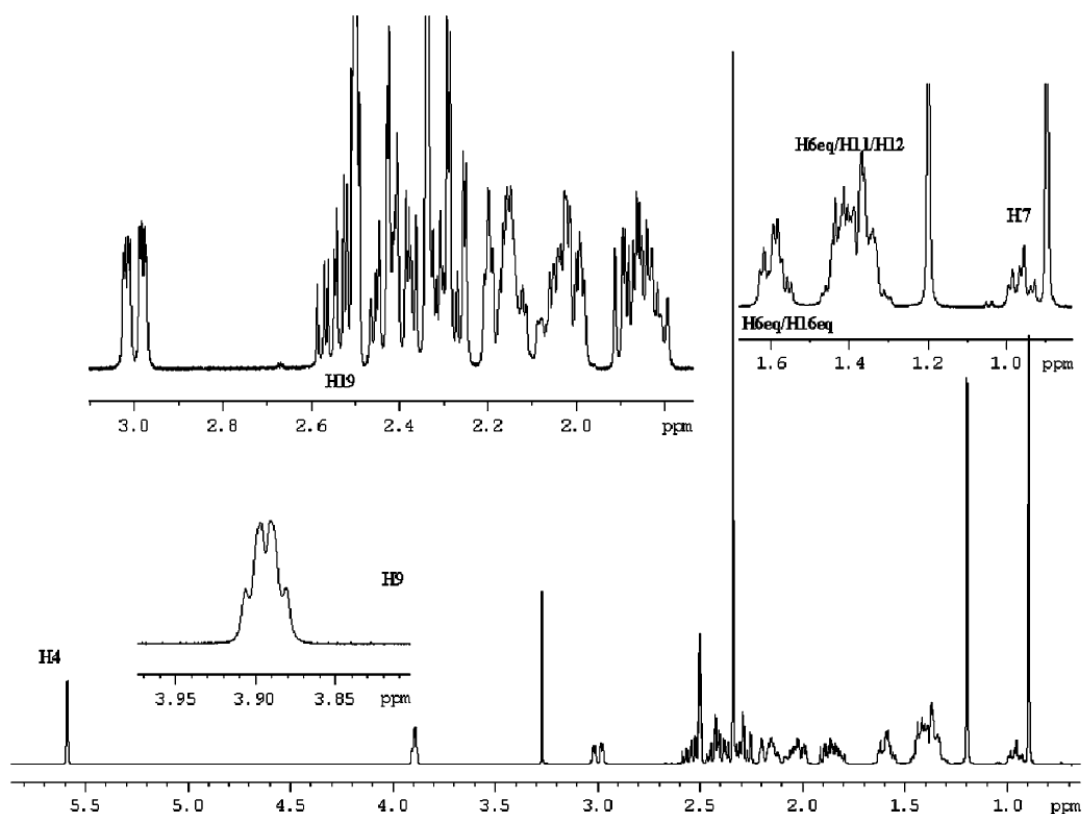 H6eq/H11/H12
H7
H6eq/H16eq
1.6 1.4 1.2 1.0 ppm
H19
3.0 2.8 2.6 2.4 2.2 2.0 ppm
H9
H4
3.95 3.90 3.85 ppm
5.5 5.0 4.5 4.0 3.5 3.0 2.5 2.0 1.5 1.0 ppm